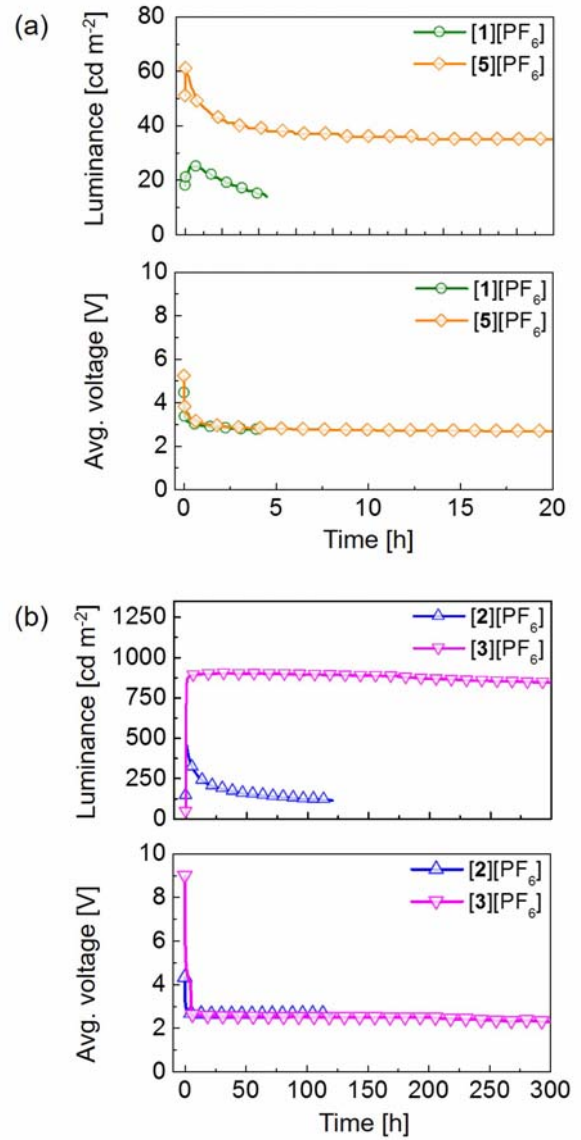 (a)
Luminance [cd m-2]
80
60
40
20
0
[1][PF6]
[5][PF6]
Avg. voltage [V]
10
8
6
4
2
0
[1][PF6]
[5][PF6]
0 5 10 15 20
Time [h]
(b)
Luminance [cd m-2]
1250
1000
750
500
250
0
[2][PF6]
[3][PF6]
Avg. voltage [V]
10
8
6
4
2
0
[2][PF6]
[3][PF6]
0 50 100 150 200 250 300
Time [h]